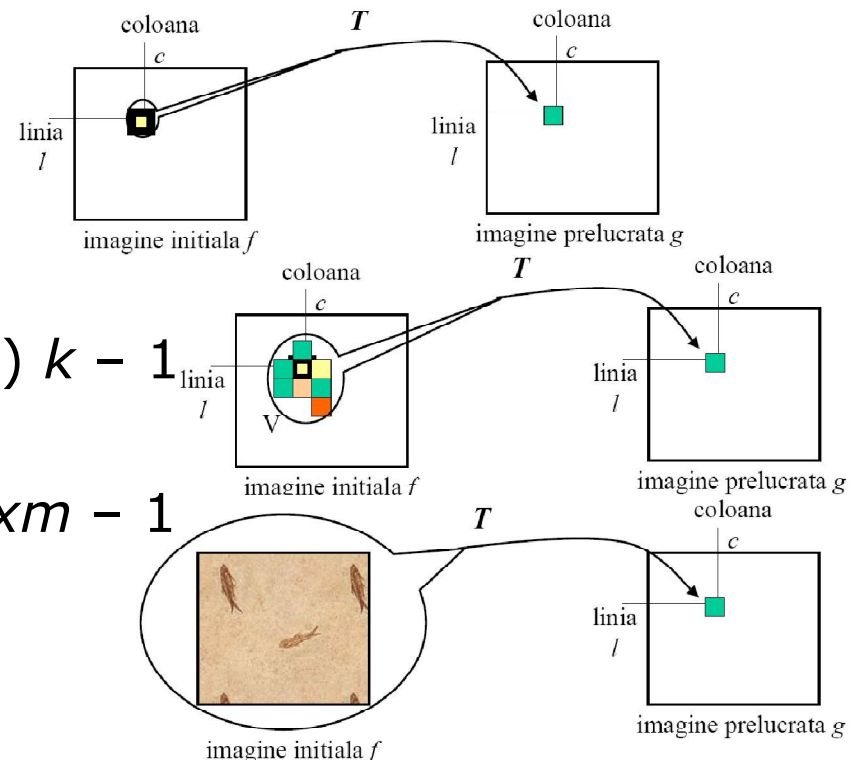 coloana
c
T
coloana
c
linia
l
linia
l
imagine initiala f
imagine prelucrata g
coloana
c
T
coloana
c
) k – 1
linia
l
V
linia
l
imagine initiala f
imagine prelucrata g
xm – 1
T
coloana
c
linia
l
imagine initiala f
imagine prelucrata g